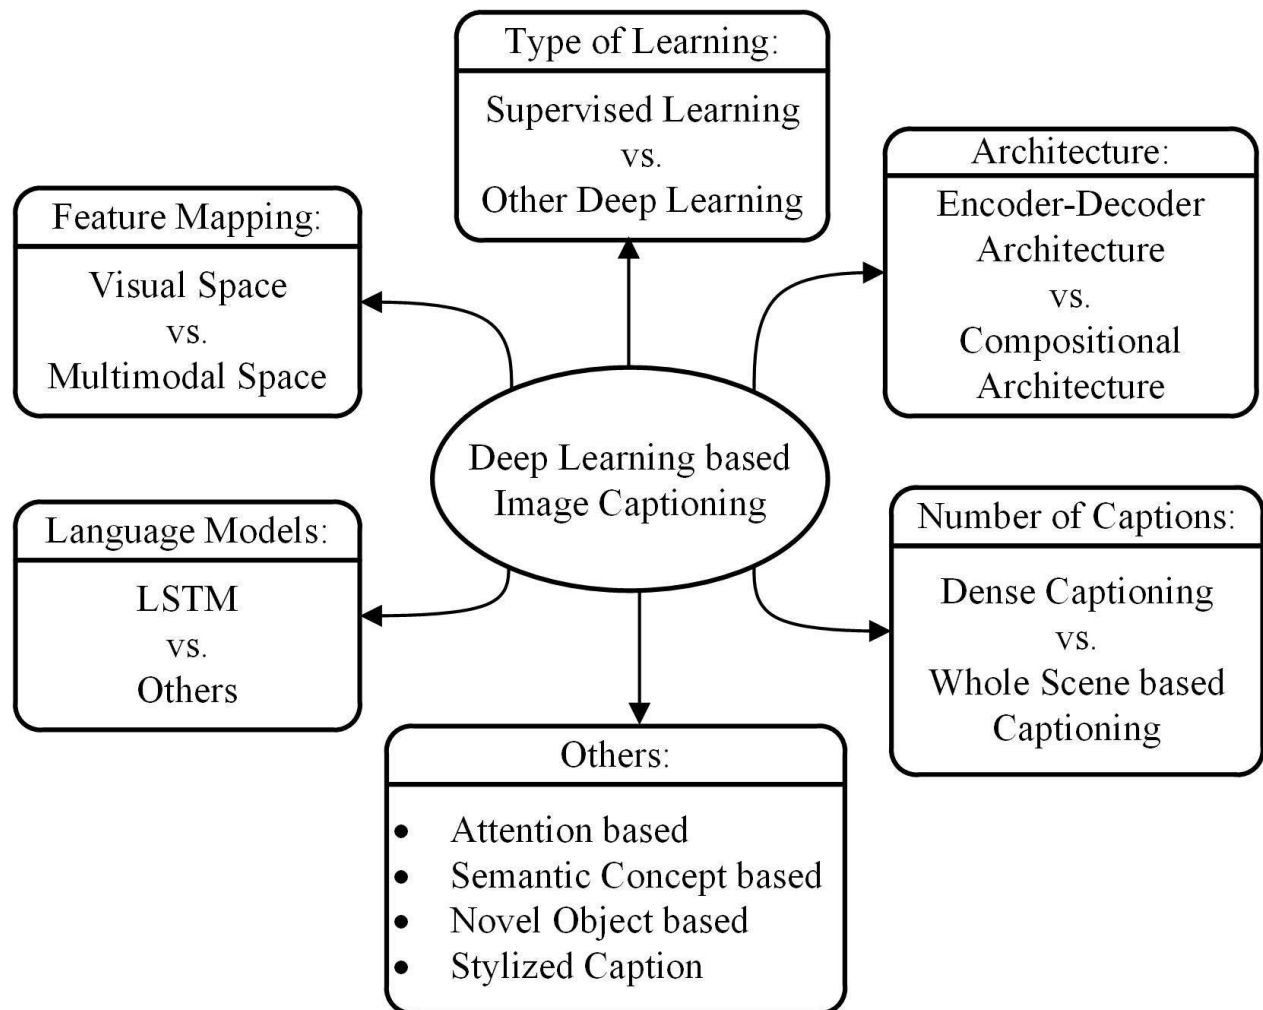 Type of Learning:
Supervised Learning
vs.
Other Deep Learning
Architecture:
Encoder-Decoder
Architecture
vs.
Compositional
Architecture
Feature Mapping:
Visual Space
vs.
Multimodal Space
Deep Learning based
Image Captioning
Language Models:
LSTM
vs.
Others
Number of Captions:
Dense Captioning
vs.
Whole Scene based
Captioning
Others:
• Attention based
• Semantic Concept based
• Novel Object based
• Stylized Caption